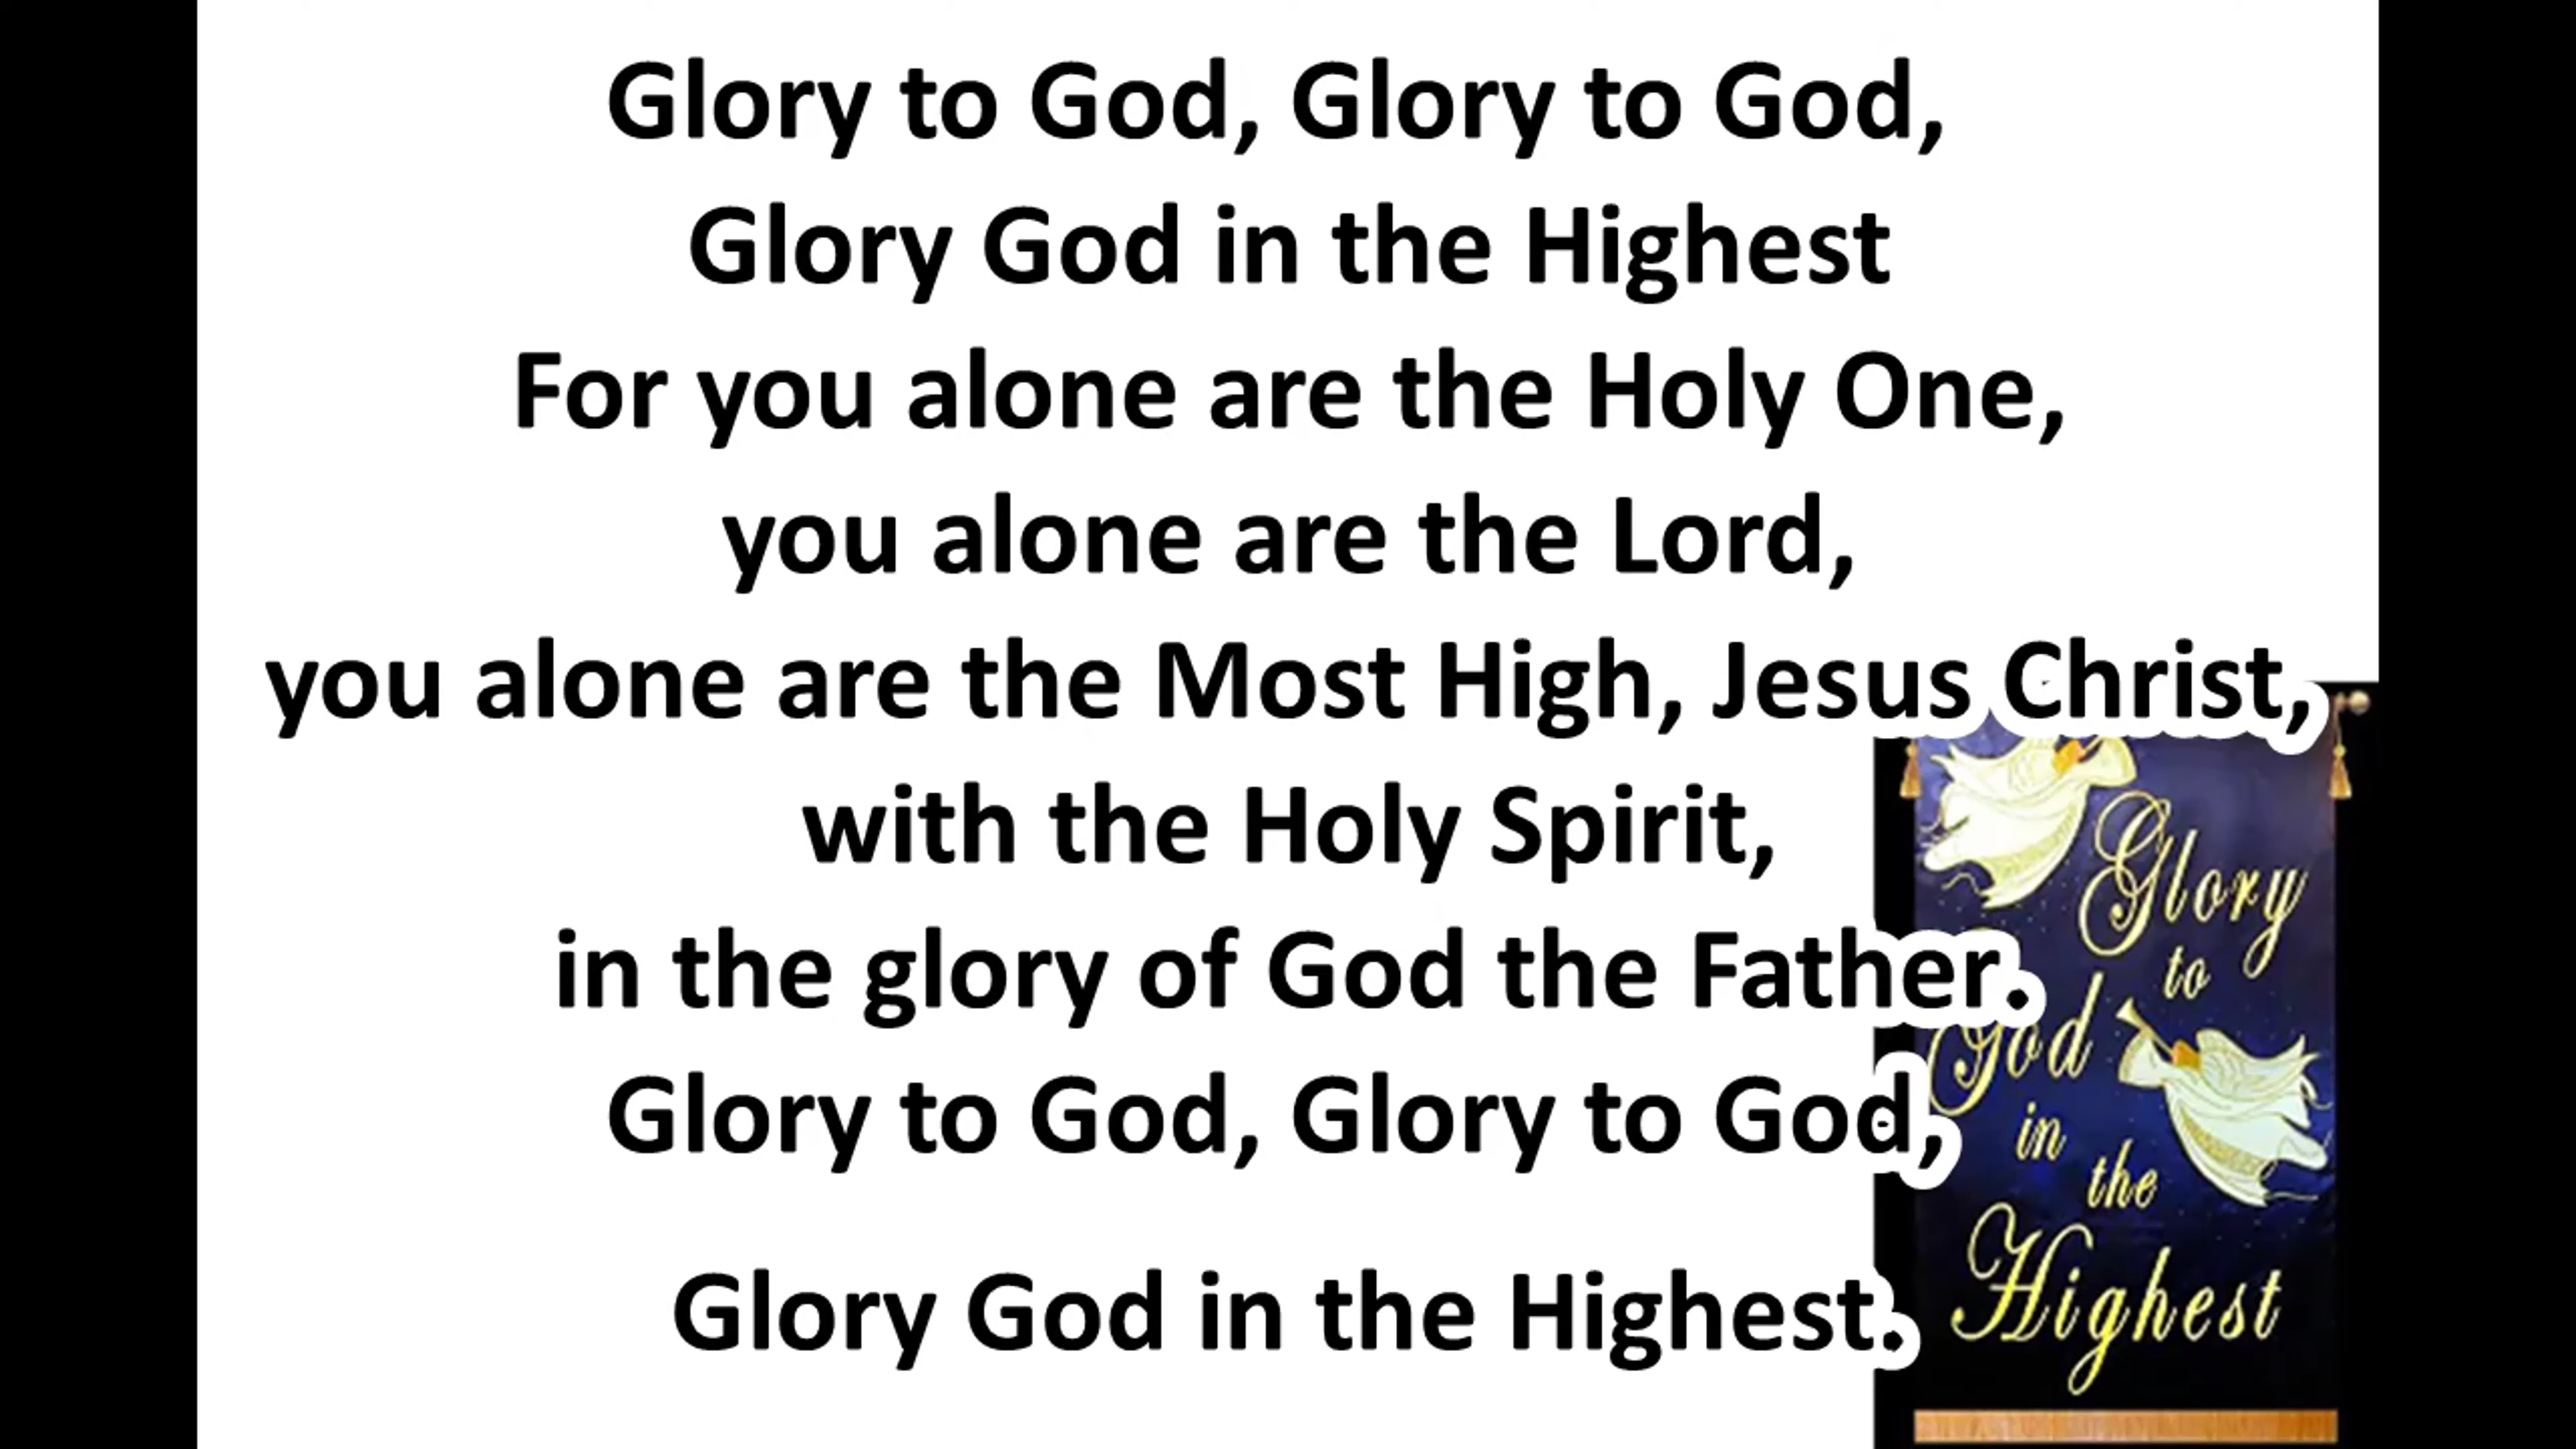 Glory to God, Glory to God,
Glory God in the Highest
For you alone are the Holy One,
you alone are the Lord,
you alone are the Most High, Jesus Christ,
with the Holy Spirit,
in the glory of God the Father.
Glory to God, Glory to God,
Glory God in the Highest.
Glory
to
God
in
the
Highest